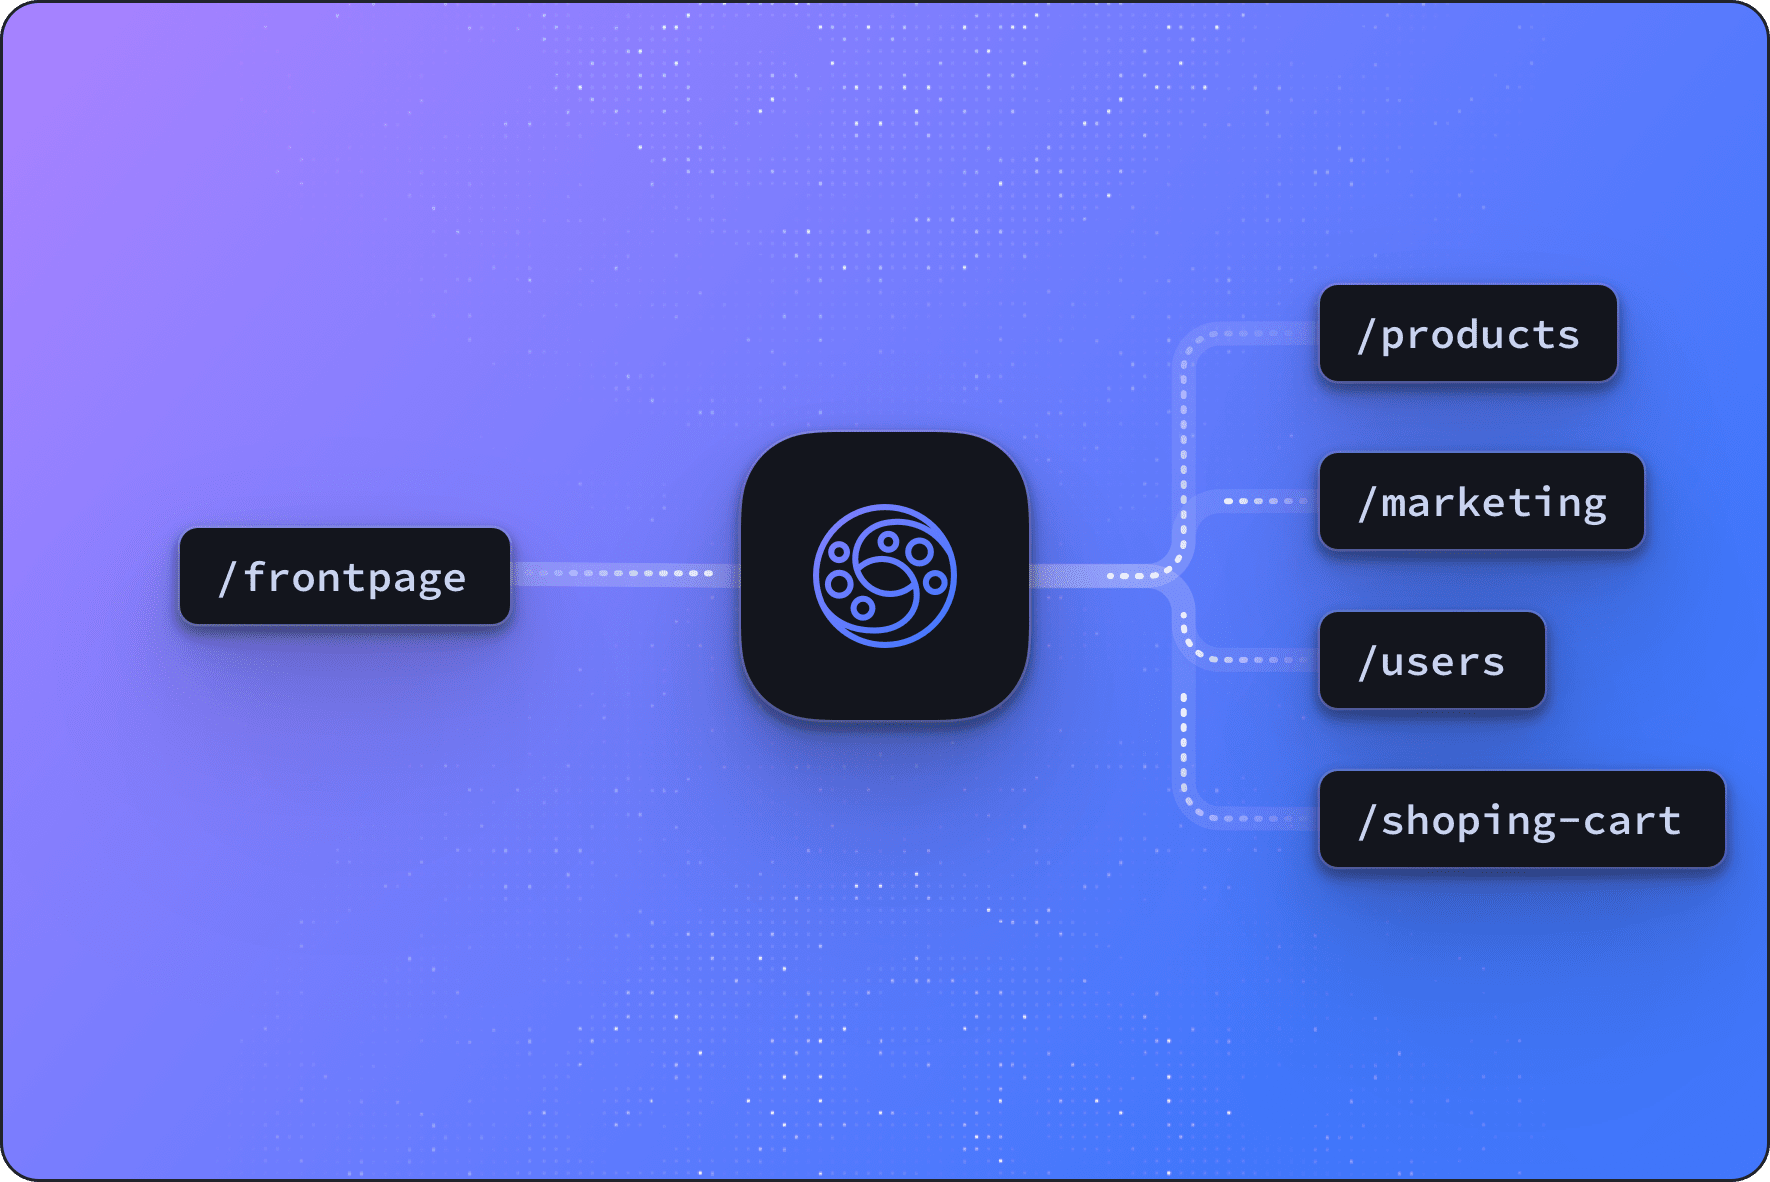 /frontpage
/products
/marketing
/users
/shoping-cart